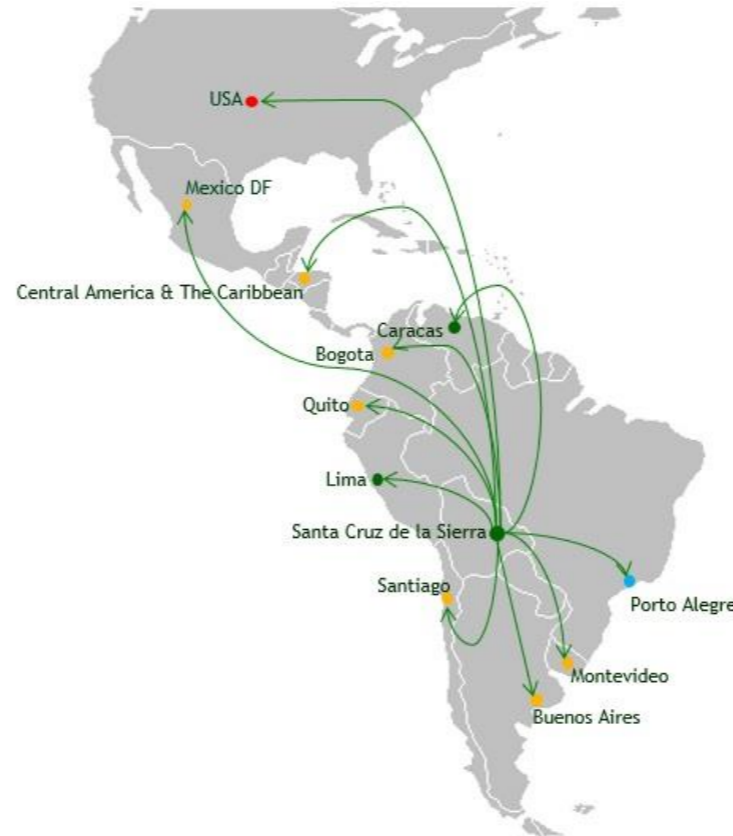 USA
Mexico DF
Central America & The Caribbean
Caracas
Bogota
Quito
Lima
Santa Cruz de la Sierra
Santiago
Porto Alegre
Montevideo
Buenos Aires